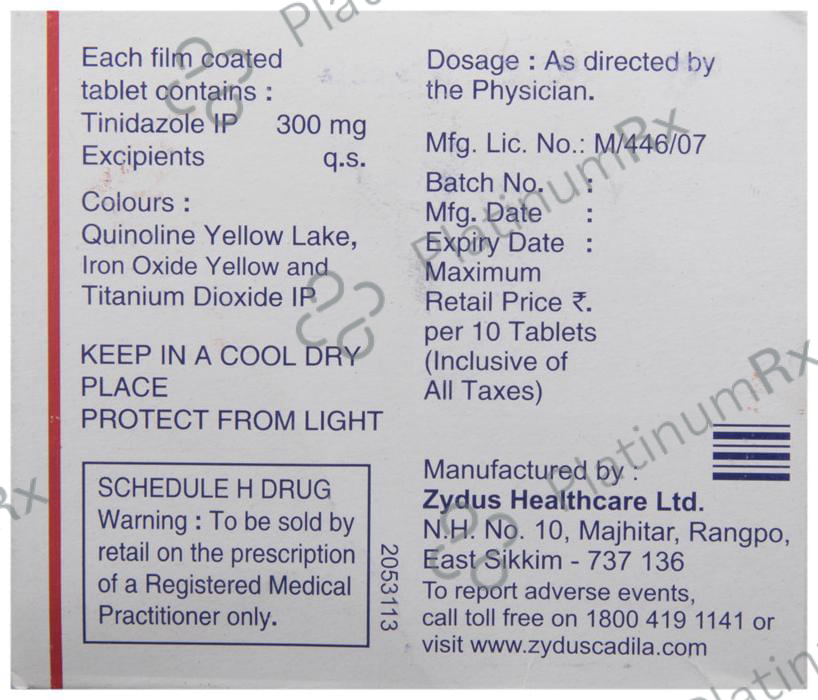 Each film coated
tablet contains :
Tinidazole IP 300 mg
Excipients q.s.
Colours :
Quinoline Yellow Lake,
Iron Oxide Yellow and
Titanium Dioxide IP
KEEP IN A COOL DRY
PLACE
PROTECT FROM LIGHT
SCHEDULE H DRUG
Warning : To be sold by
retail on the prescription
of a Registered Medical
Practitioner only.
2053113
Dosage : As directed by
the Physician.
Mfg. Lic. No.: M/446/07
Batch No. :
Mfg. Date :
Expiry Date :
Maximum
Retail Price ₹.
per 10 Tablets
(Inclusive of
All Taxes)
Manufactured by :
Zydus Healthcare Ltd.
N.H. No. 10, Majhitar, Rangpo,
East Sikkim - 737 136
To report adverse events,
call toll free on 1800 419 1141 or
visit www.zyduscadila.com
PlatinumRx
PlatinumRx